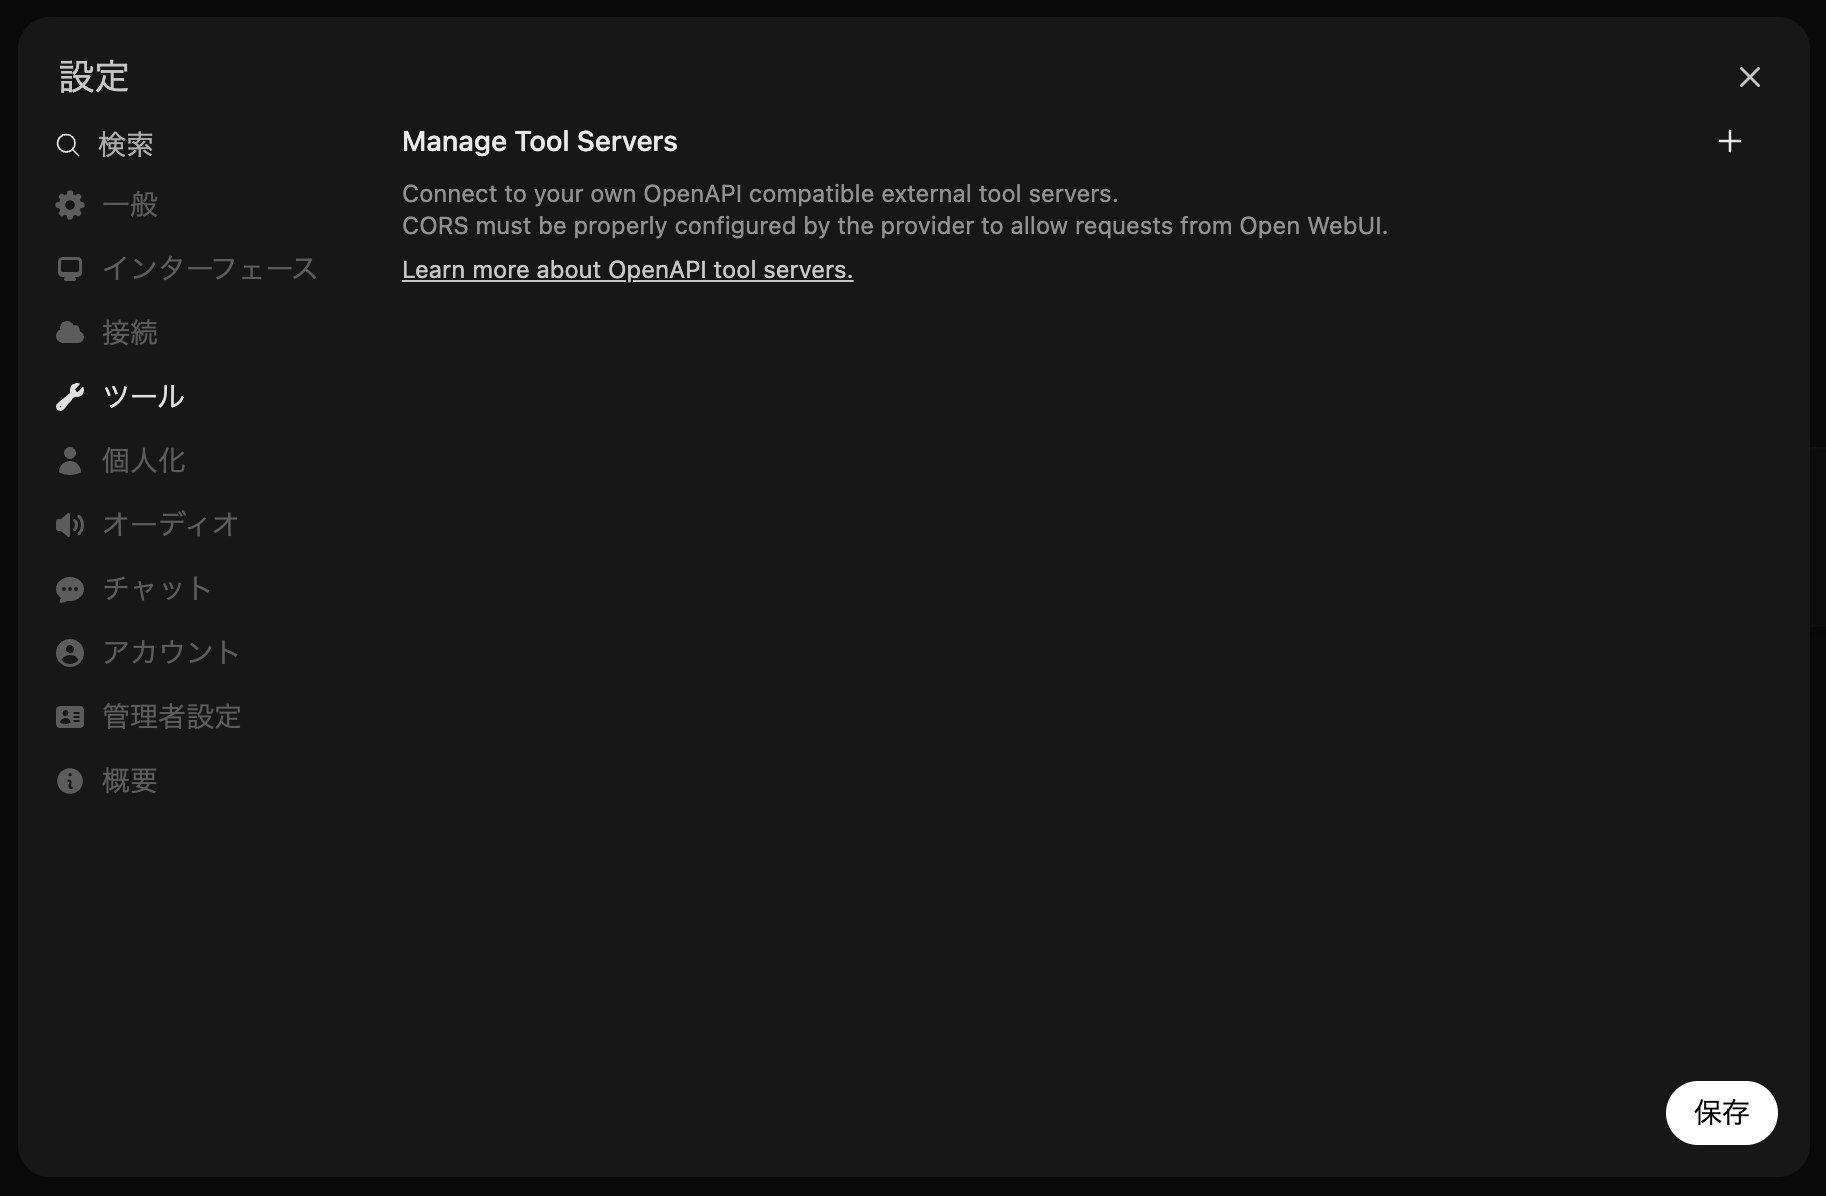 設定
検索
一般
インターフェース
接続
ツール
個人化
オーディオ
チャット
アカウント
管理者設定
概要
Manage Tool Servers
Connect to your own OpenAPI compatible external tool servers.
CORS must be properly configured by the provider to allow requests from Open WebUI.
Learn more about OpenAPI tool servers.
保存